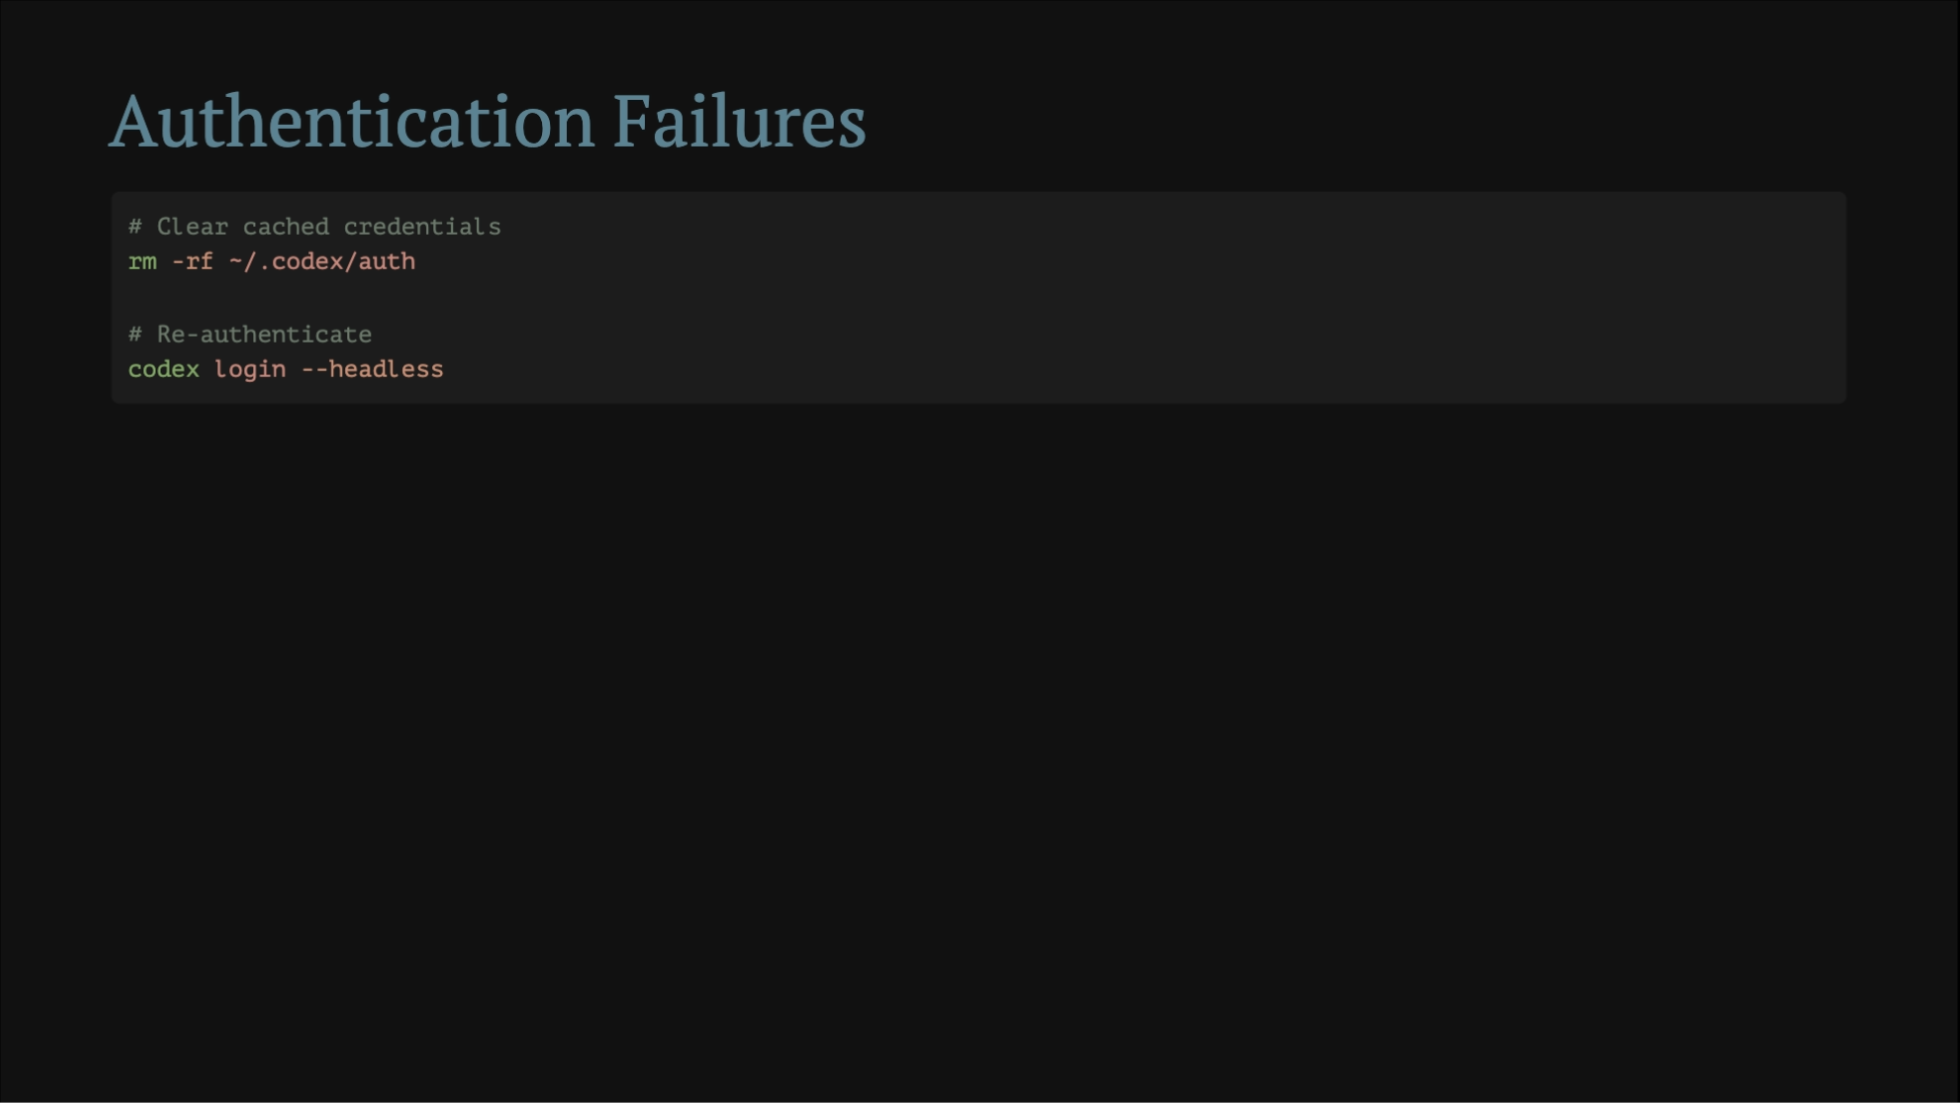 Authentication Failures
# Clear cached credentials
rm -rf ~/.codex/auth
# Re-authenticate
codex login --headless